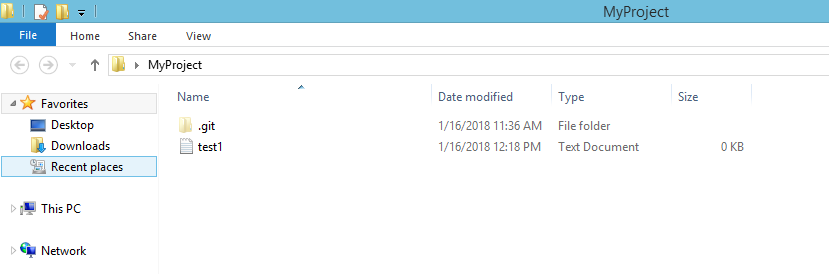 MyProject
File Home Share View
MyProject
Name Date modified Type Size
Favorites
Desktop
Downloads
Recent places
This PC
Network
.git 1/16/2018 11:36 AM File folder
test1 1/16/2018 12:18 PM Text Document 0 KB